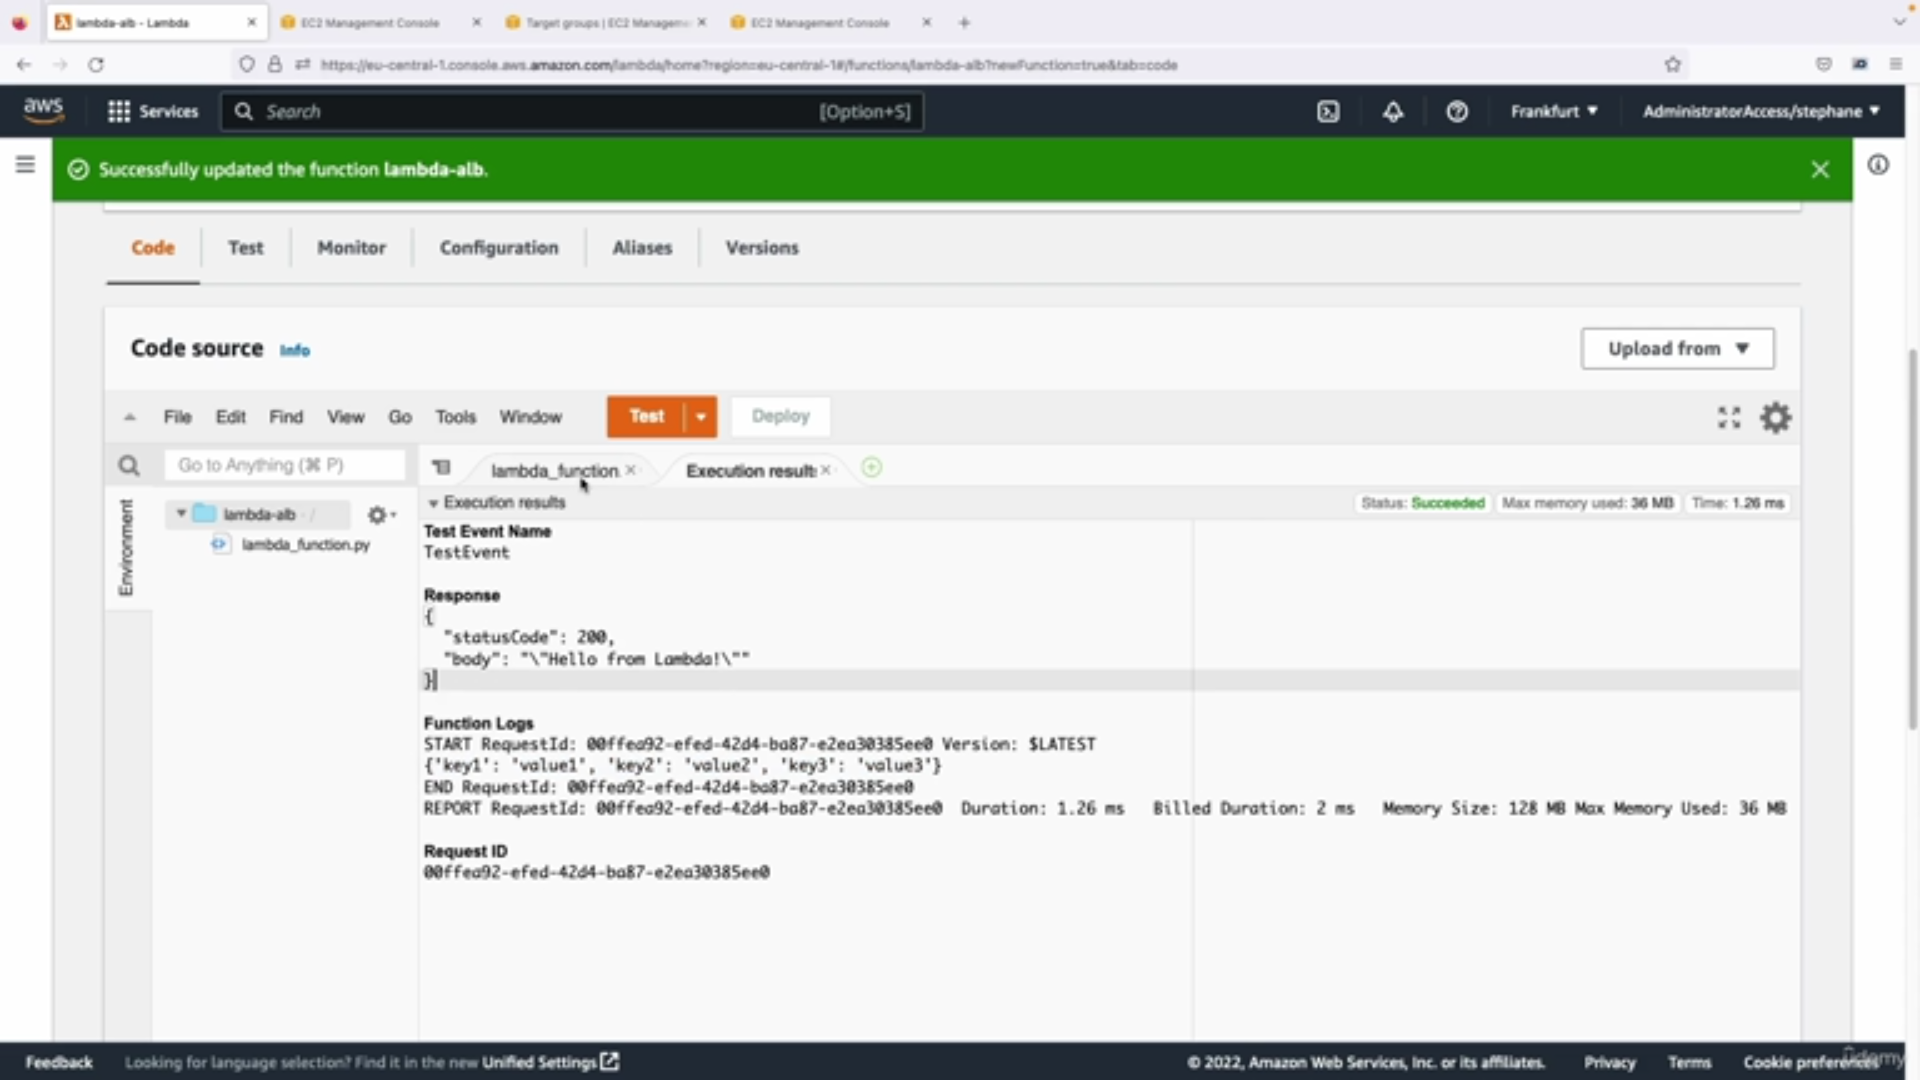 lambda-alb - Lambda
EC2 Management Console
Target groups | EC2 Manageme
EC2 Management Console
https://eu-central-1.console.aws.amazon.com/lambda/home?region=eu-central-1#/functions/lambda-alb?newFunction=true&tab=code
aws
Services
Search
[Option+S]
Frankfurt
AdministratorAccess/stephane
Successfully updated the function lambda-alb.
Code
Test
Monitor
Configuration
Aliases
Versions
Code source Info
Upload from
File Edit Find View Go Tools Window
Test
Deploy
Go to Anything (⌘ P)
lambda_function
Execution result
Environment
lambda-alb /
lambda_function.py
Execution results
Status: Succeeded
Max memory used: 36 MB
Time: 1.26 ms
Test Event Name
TestEvent
Response
{
"statusCode": 200,
"body": "\"Hello from Lambda!\""
}
Function Logs
START RequestId: 00ffea92-efed-42d4-ba87-e2ea30385ee0 Version: $LATEST
{'key1': 'value1', 'key2': 'value2', 'key3': 'value3'}
END RequestId: 00ffea92-efed-42d4-ba87-e2ea30385ee0
REPORT RequestId: 00ffea92-efed-42d4-ba87-e2ea30385ee0 Duration: 1.26 ms Billed Duration: 2 ms Memory Size: 128 MB Max Memory Used: 36 MB
Request ID
00ffea92-efed-42d4-ba87-e2ea30385ee0
Feedback
Looking for language selection? Find it in the new Unified Settings
© 2022, Amazon Web Services, Inc. or its affiliates.
Privacy
Terms
Cookie preferences
ûdemy